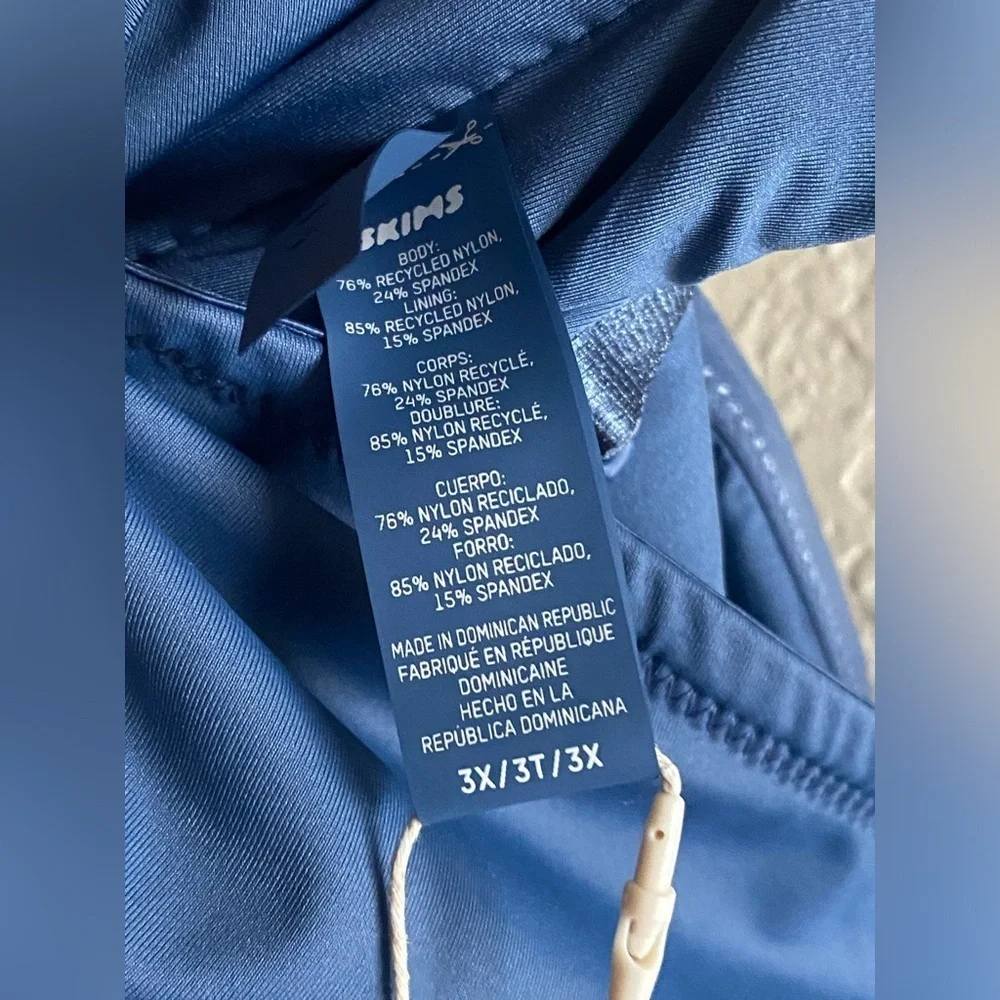 SKIMS
BODY:
76% RECYCLED NYLON,
24% SPANDEX
LINING:
85% RECYCLED NYLON,
15% SPANDEX
CORPS:
76% NYLON RECYCLÉ,
24% SPANDEX
DOUBLURE:
85% NYLON RECYCLÉ,
15% SPANDEX
CUERPO:
76% NYLON RECICLADO,
24% SPANDEX
FORRO:
85% NYLON RECICLADO,
15% SPANDEX
MADE IN DOMINICAN REPUBLIC
FABRIQUÉ EN RÉPUBLIQUE
DOMINICAINE
HECHO EN LA
REPÚBLICA DOMINICANA
3X/3T/3X